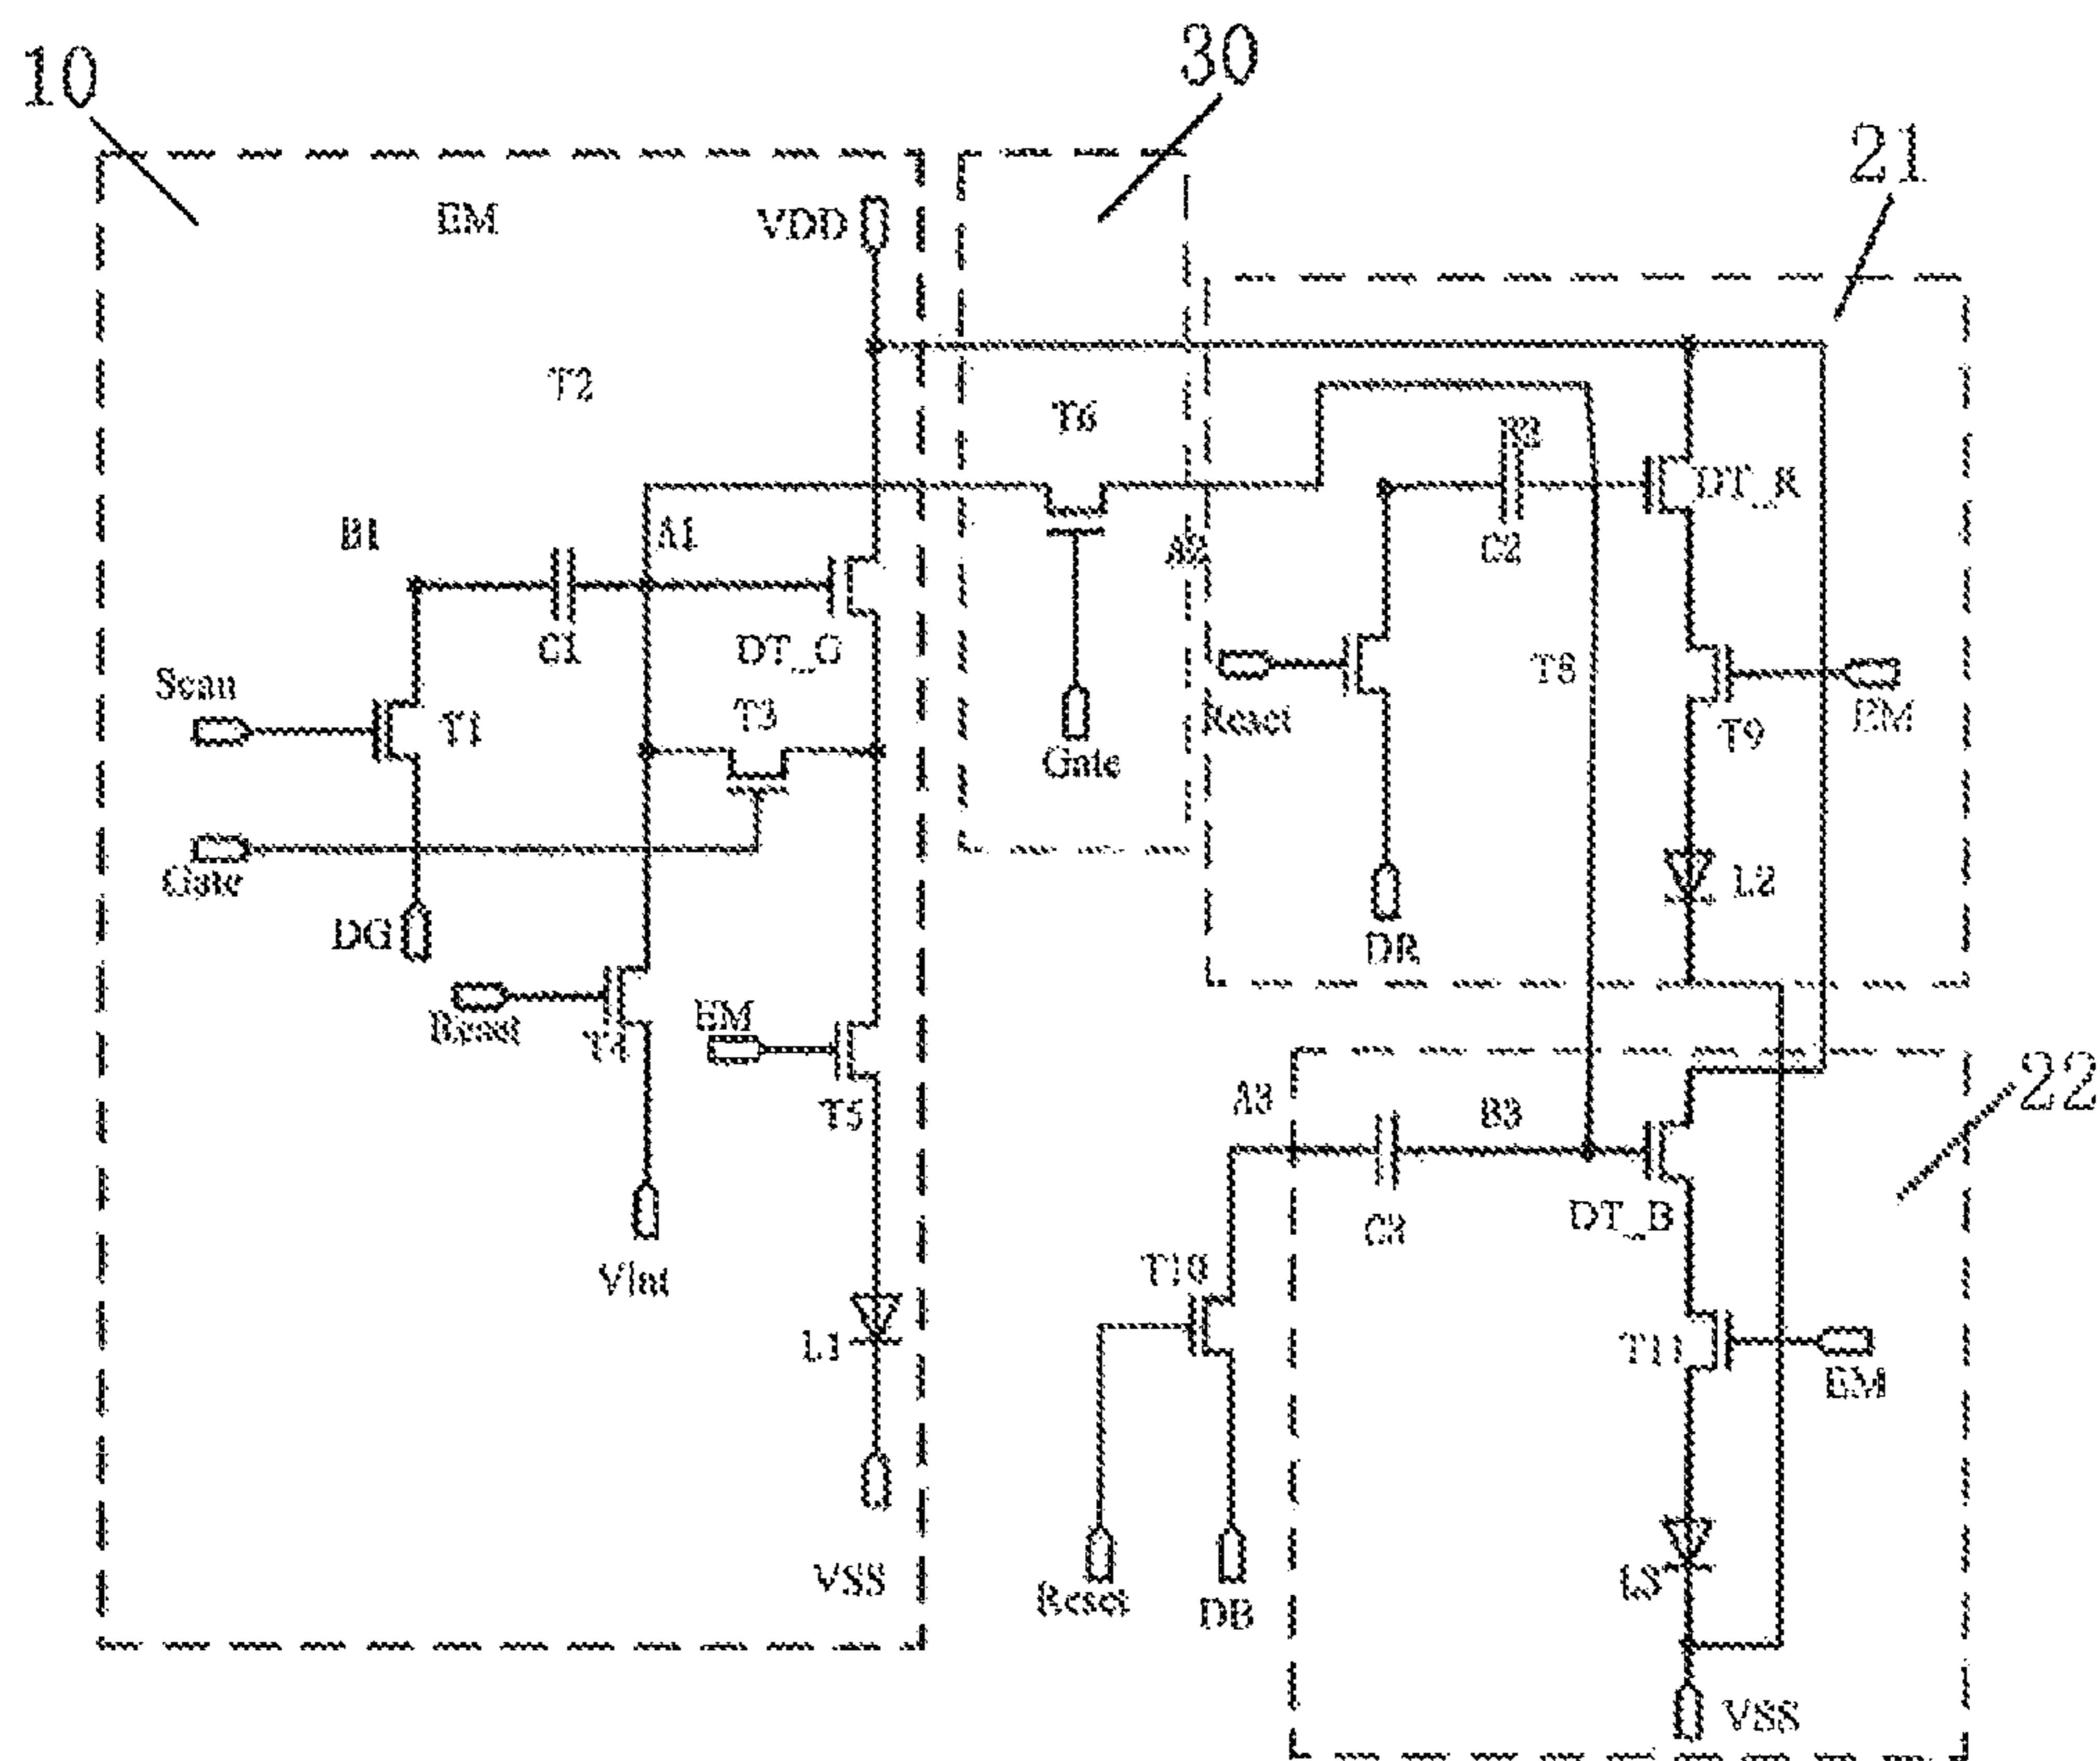 10
30
21
EM
VDD
T2
T6
B2
DT_R
B1
A1
A2
C2
C1
DT_G
Scan
T1
T3
T8
Reset
T9
EM
Gate
Gate
L2
DG
DR
Reset
T4
EM
T5
A3
B3
22
C3
DT_B
T10
Vint
L1
T11
EM
L3
VSS
Reset
DB
VSS